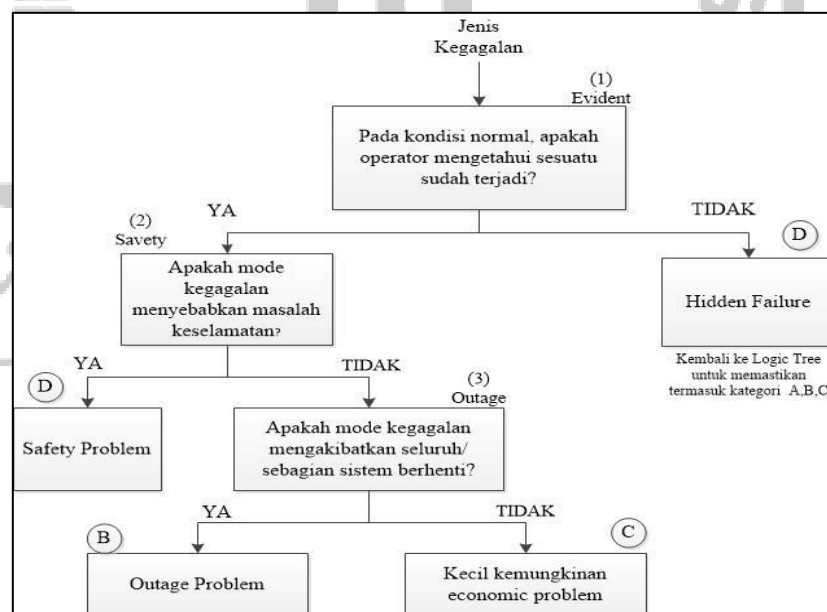 Jenis
Kegagalan
(1)
Evident
Pada kondisi normal, apakah
operator mengetahui sesuatu
sudah terjadi?
YA
TIDAK
(2)
Savety
D
Apakah mode
kegagalan
menyebabkan masalah
keselamatan?
Hidden Failure
Kembali ke Logic Tree
untuk memastikan
termasuk kategori A,B,C
YA
TIDAK
D
(3)
Outage
Safety Problem
Apakah mode kegagalan
mengakibatkan seluruh/
sebagian sistem berhenti?
YA
TIDAK
B
C
Outage Problem
Kecil kemungkinan
economic problem